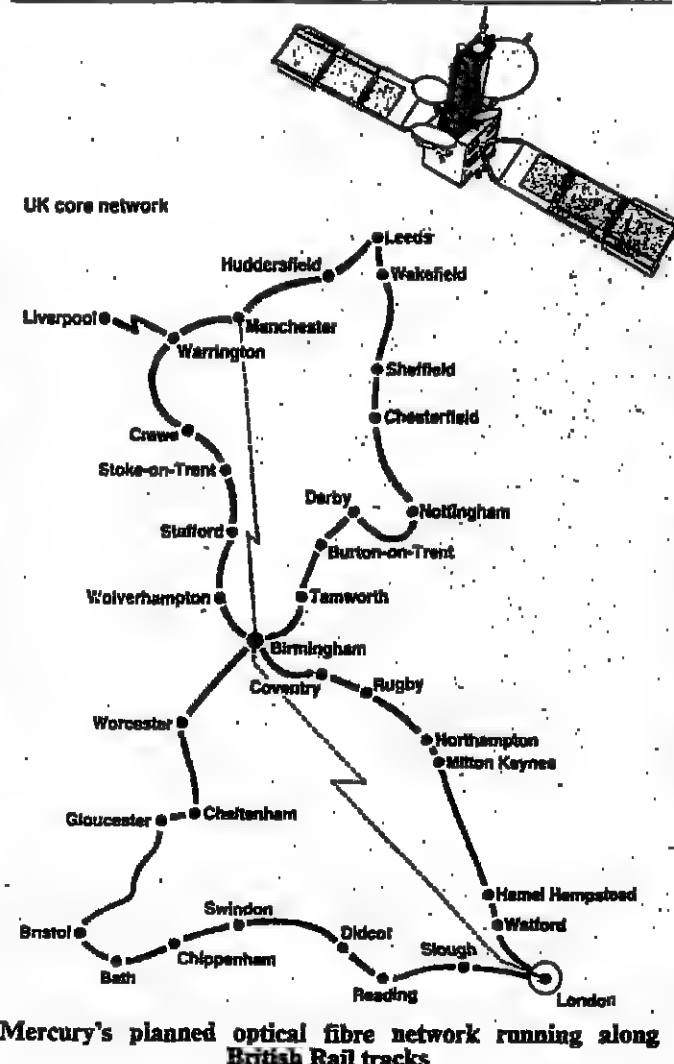 UK core network
Leeds
Huddersfield
Wakefield
Liverpool
Manchester
Warrington
Sheffield
Chesterfield
Crewe
Stoke-on-Trent
Derby
Nottingham
Stafford
Burton-on-Trent
Wolverhampton
Tamworth
Birmingham
Coventry
Rugby
Worcester
Northampton
Milton Keynes
Gloucester
Cheltenham
Hemel Hempstead
Swindon
Watford
Bristol
Didcot
Chippenham
Slough
Bath
Reading
London
Mercury's planned optical fibre network running along
British Rail tracks